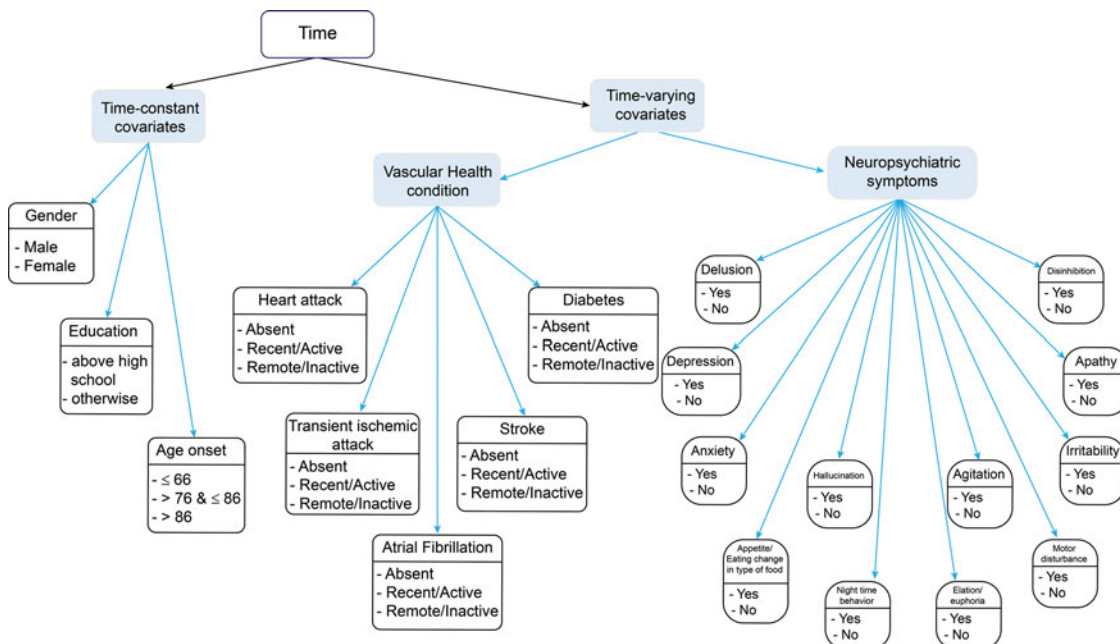 Time
Time-constant
covariates
Time-varying
covariates
Vascular Health
condition
Neuropsychiatric
symptoms
Gender
- Male
- Female
Education
- above high
school
- otherwise
Age onset
- ≤ 66
- > 76 & ≤ 86
- > 86
Heart attack
- Absent
- Recent/Active
- Remote/Inactive
Transient ischemic
attack
- Absent
- Recent/Active
- Remote/Inactive
Atrial Fibrillation
- Absent
- Recent/Active
- Remote/Inactive
Stroke
- Absent
- Recent/Active
- Remote/Inactive
Diabetes
- Absent
- Recent/Active
- Remote/Inactive
Delusion
- Yes
- No
Depression
- Yes
- No
Anxiety
- Yes
- No
Appetite/
Eating change
in type of food
- Yes
- No
Hallucination
- Yes
- No
Night time
behavior
- Yes
- No
Elation/
euphoria
- Yes
- No
Agitation
- Yes
- No
Motor
disturbance
- Yes
- No
Irritability
- Yes
- No
Apathy
- Yes
- No
Disinhibition
- Yes
- No